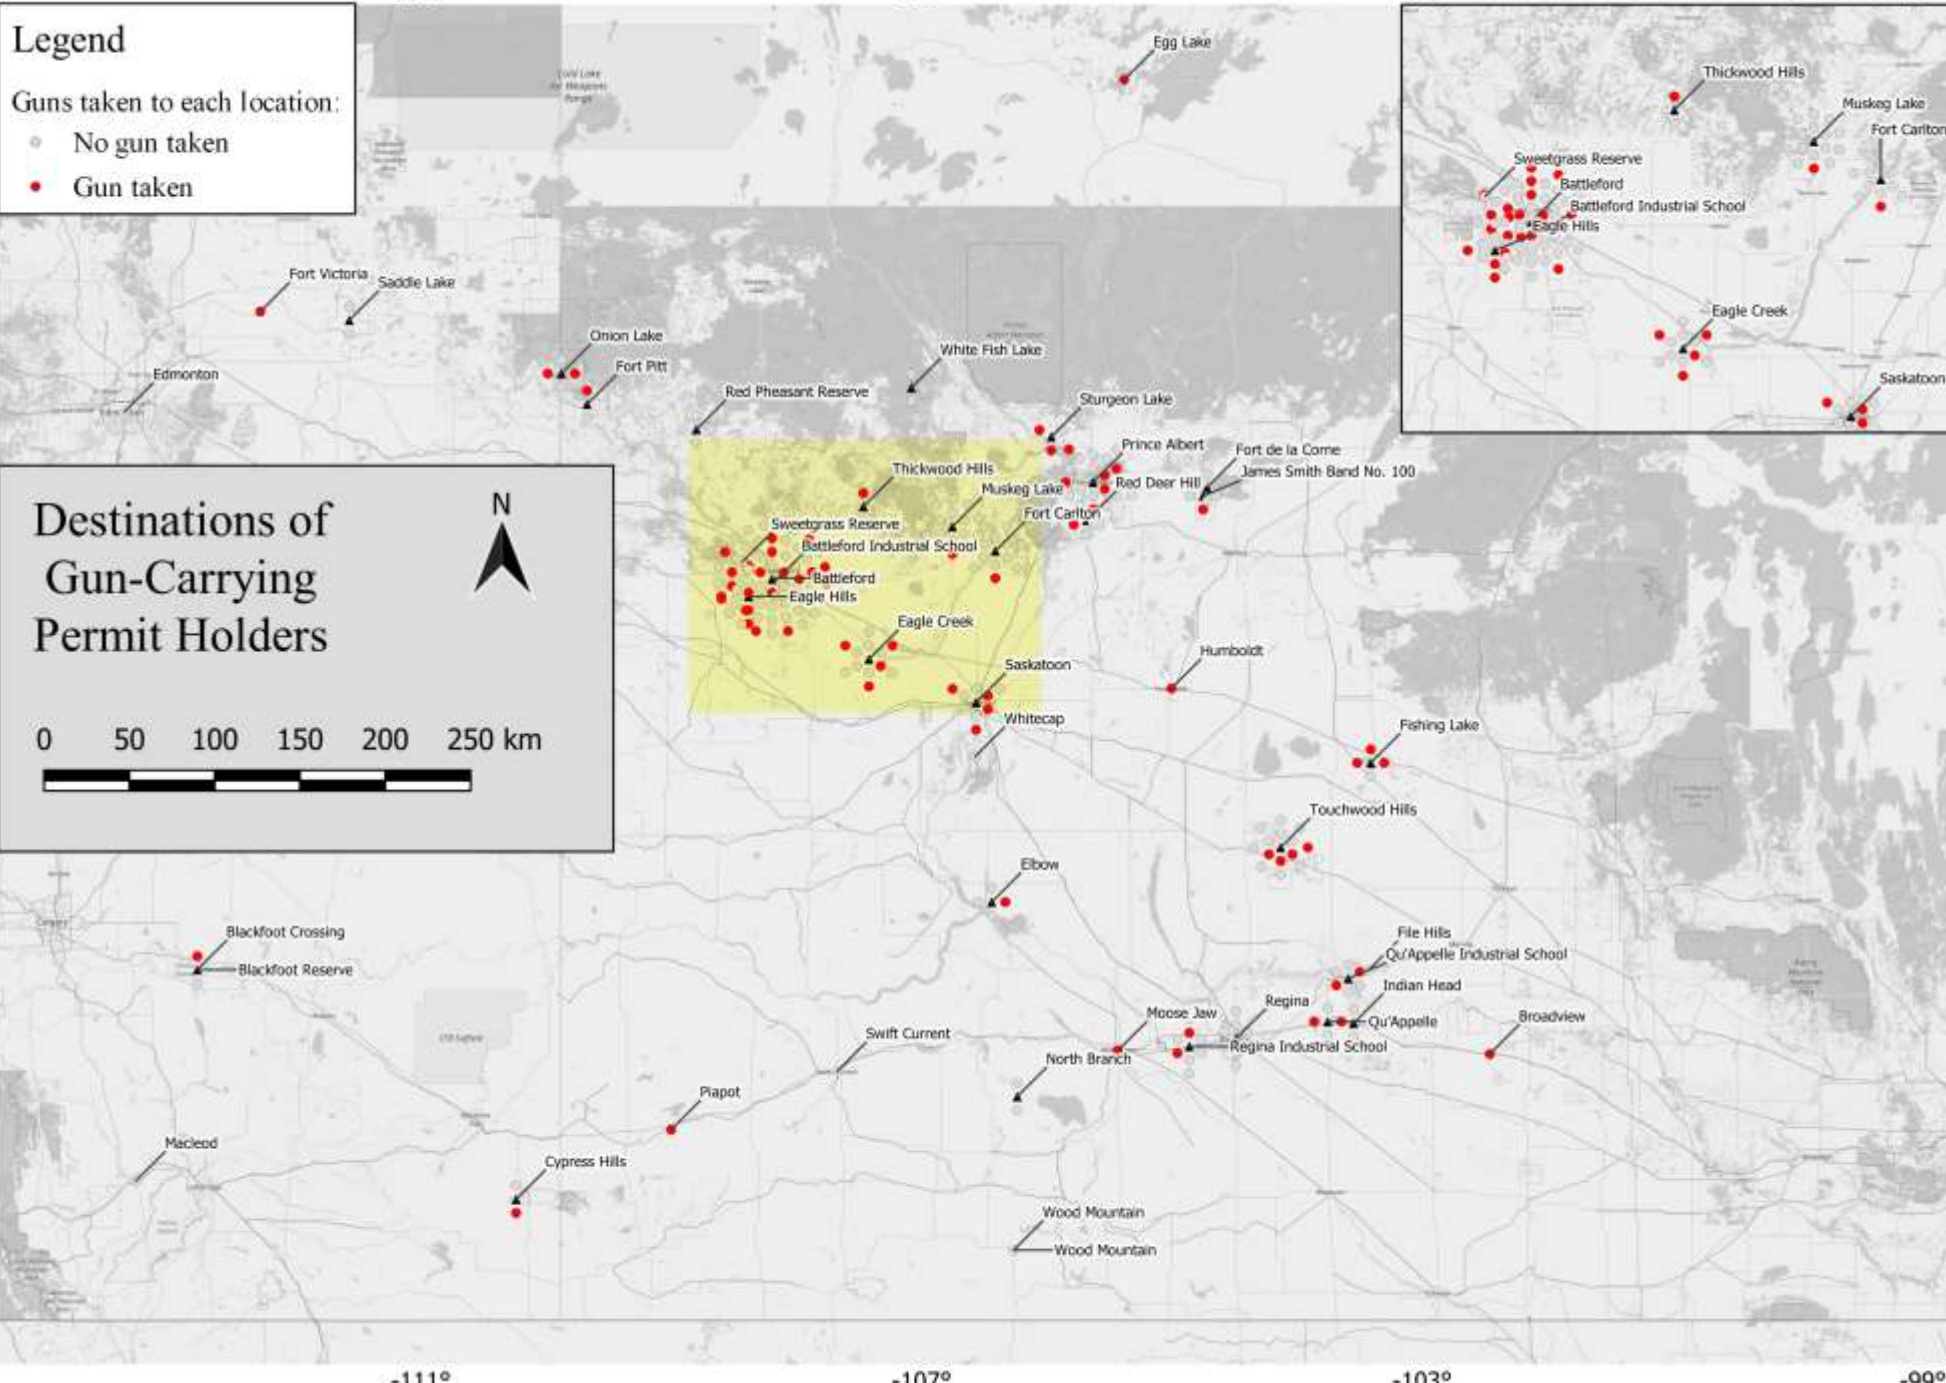 Legend
Guns taken to each location:
No gun taken
Gun taken
Egg Lake
Thickwood Hills
Muskeg Lake
Fort Carlton
Sweetgrass Reserve
Battleford
Battleford Industrial School
Eagle Hills
Eagle Creek
Saskatoon
Fort Victoria
Saddle Lake
Onion Lake
Fort Pitt
White Fish Lake
Edmonton
Red Pheasant Reserve
Sturgeon Lake
Prince Albert
Fort de la Corne
James Smith Band No. 100
Red Deer Hill
Thickwood Hills
Muskeg Lake
Fort Carlton
Sweetgrass Reserve
Battleford Industrial School
Battleford
Eagle Hills
Eagle Creek
Saskatoon
Whitecap
Humboldt
Destinations of
Gun-Carrying
Permit Holders
N
0 50 100 150 200 250 km
Fishing Lake
Touchwood Hills
Elbow
Blackfoot Crossing
Blackfoot Reserve
File Hills
Qu'Appelle Industrial School
Indian Head
Regina
Qu'Appelle
Broadview
Moose Jaw
Regina Industrial School
Swift Current
North Branch
Piapot
Macleod
Cypress Hills
Wood Mountain
Wood Mountain
-111° -107° -103° -99°